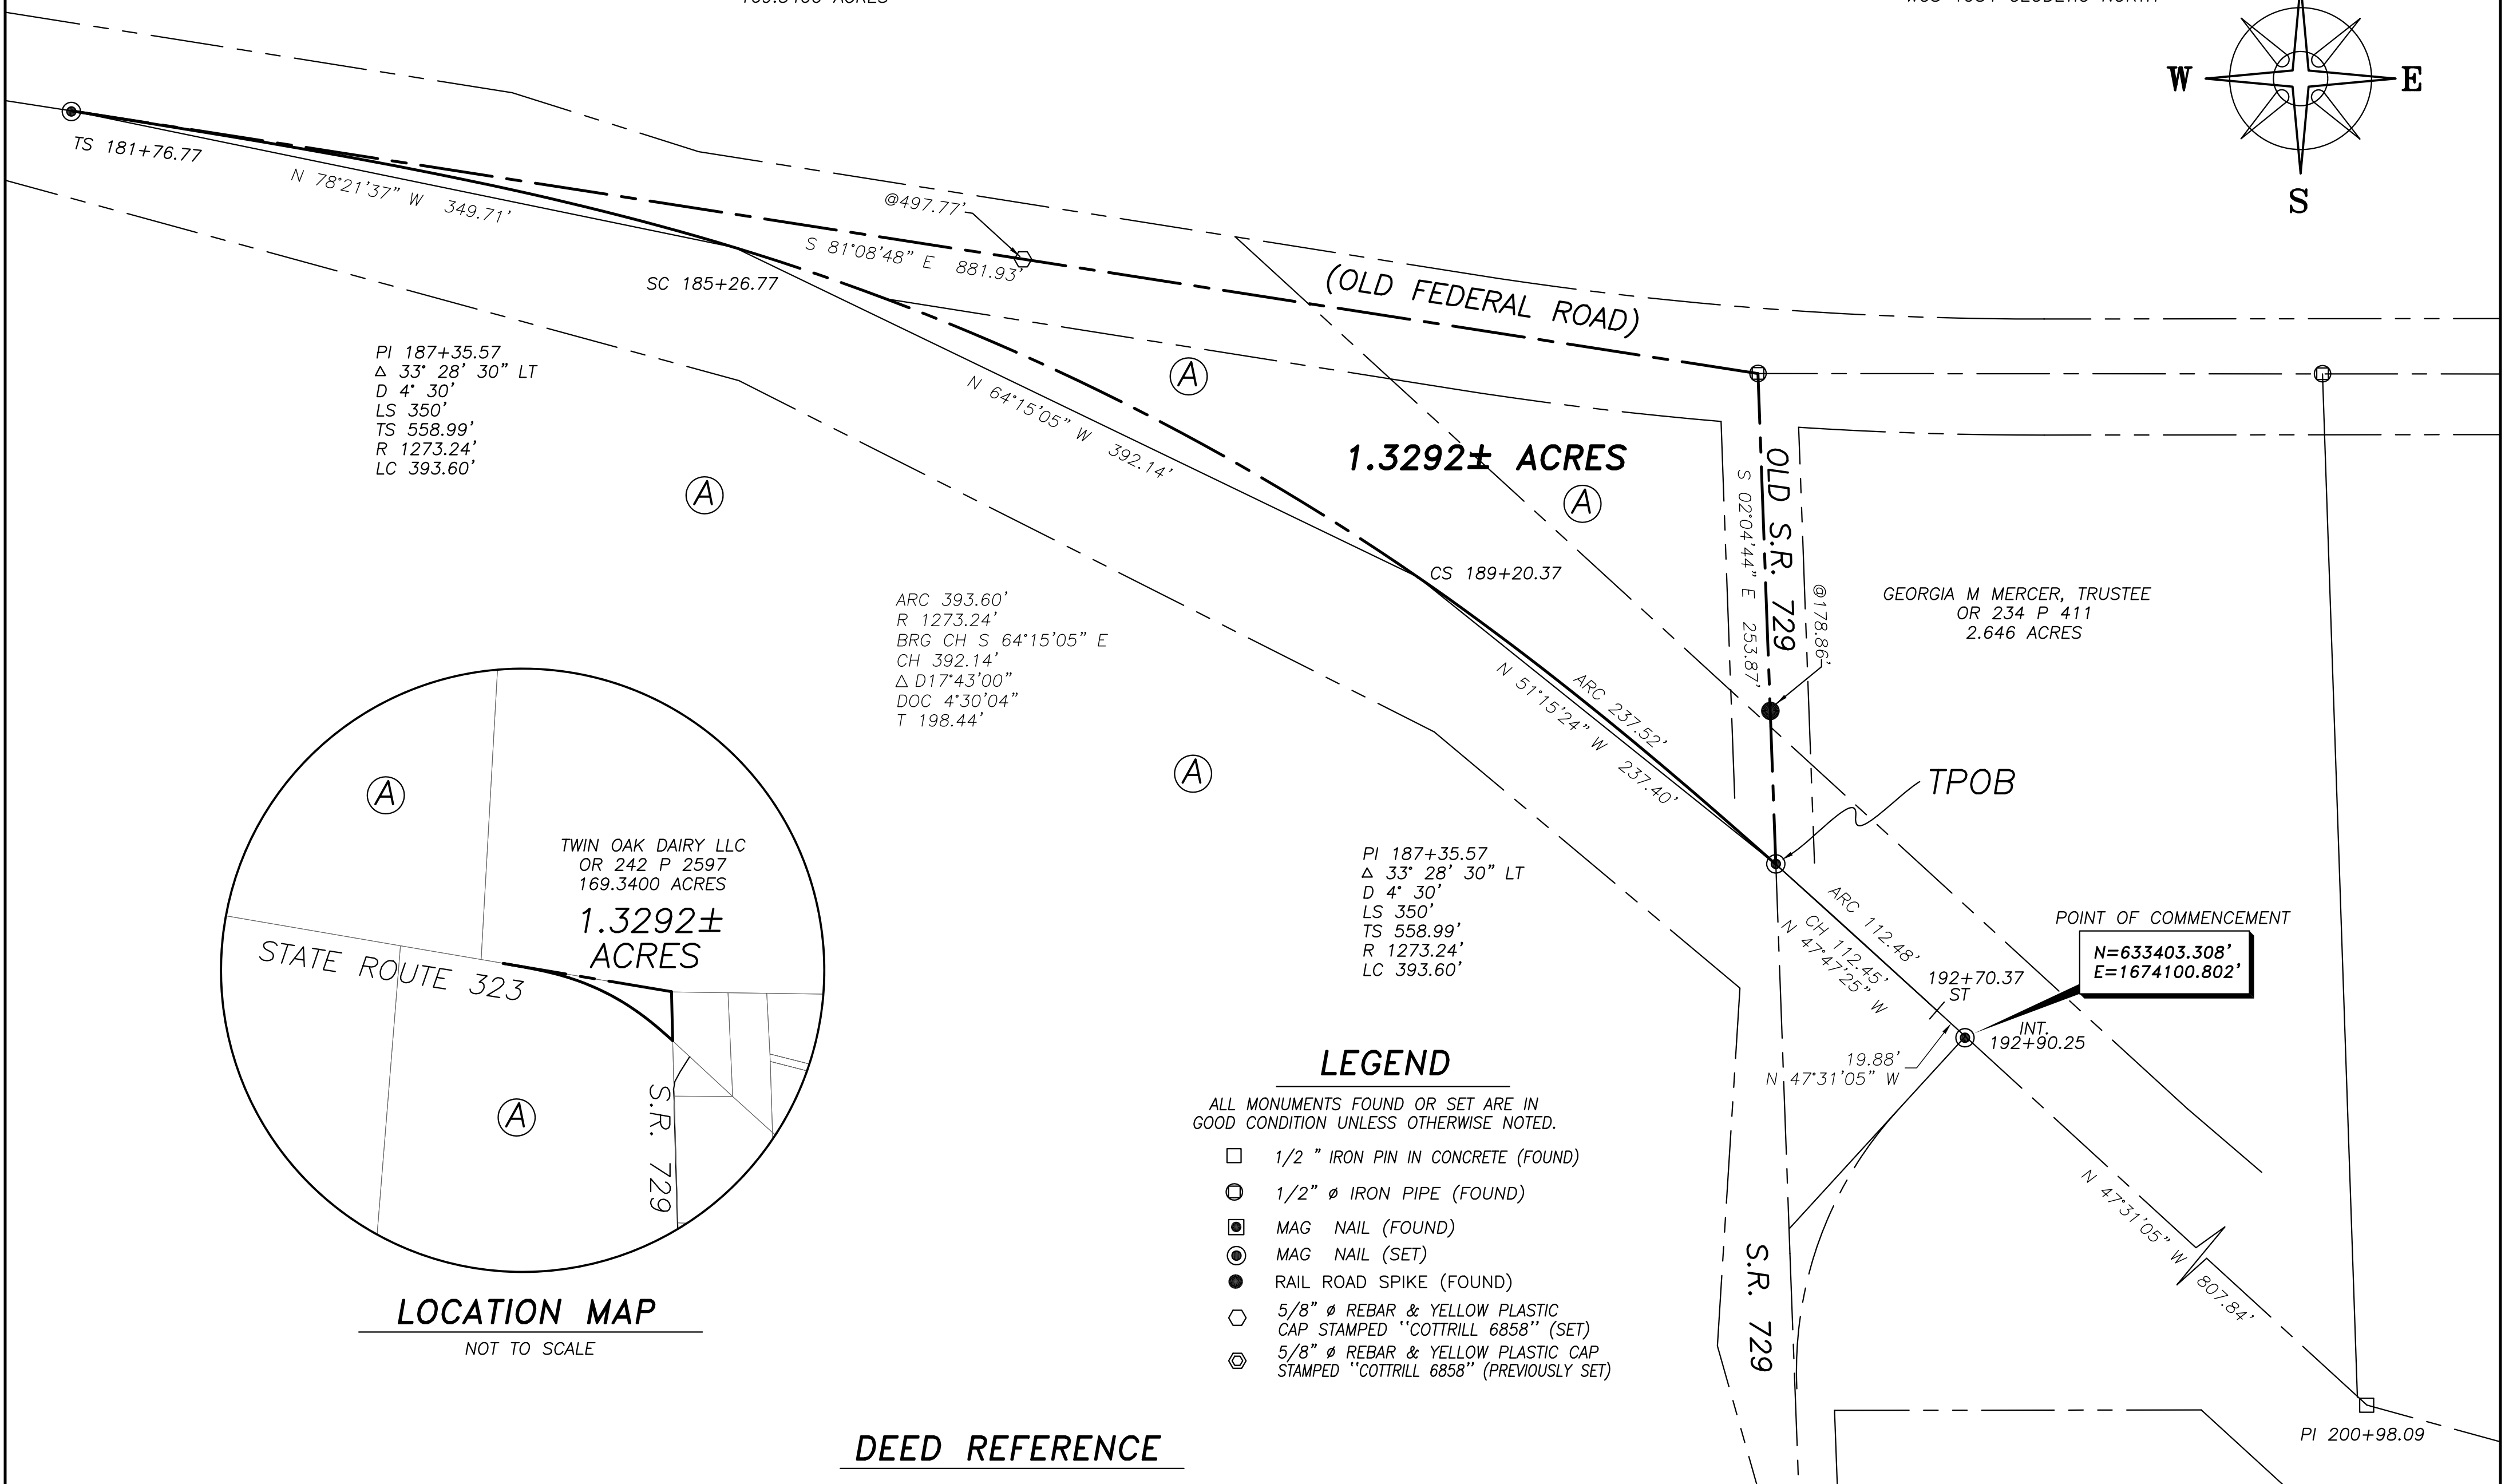 W
E
S
TS 181+76.77
N 78°21'37" W 349.71'
@497.77'
S 81°08'48" E 881.93'
SC 185+26.77
(OLD FEDERAL ROAD)
PI 187+35.57
Δ 33° 28' 30" LT
D 4° 30'
LS 350'
TS 558.99'
R 1273.24'
LC 393.60'
A
N 64°15'05" W 392.14'
1.3292± ACRES
A
A
OLD S.R. 729
S 02°04'44" E 253.87'
@178.86'
CS 189+20.37
GEORGIA M MERCER, TRUSTEE
OR 234 P 411
2.646 ACRES
ARC 393.60'
R 1273.24'
BRG CH S 64°15'05" E
CH 392.14'
Δ D17°43'00"
DOC 4°30'04"
T 198.44'
ARC 237.52'
N 51°15'24" W 237.40'
A
TPOB
A
TWIN OAK DAIRY LLC
OR 242 P 2597
169.3400 ACRES
1.3292±
ACRES
STATE ROUTE 323
A
S.R. 729
LOCATION MAP
NOT TO SCALE
PI 187+35.57
Δ 33° 28' 30" LT
D 4° 30'
LS 350'
TS 558.99'
R 1273.24'
LC 393.60'
ARC 112.48'
CH 112.45'
N 47°47'25" W
POINT OF COMMENCEMENT
N=633403.308'
E=1674100.802'
192+70.37
ST
INT.
192+90.25
19.88'
N 47°31'05" W
LEGEND
ALL MONUMENTS FOUND OR SET ARE IN
GOOD CONDITION UNLESS OTHERWISE NOTED.
1/2 " IRON PIN IN CONCRETE (FOUND)
1/2" ø IRON PIPE (FOUND)
MAG NAIL (FOUND)
MAG NAIL (SET)
RAIL ROAD SPIKE (FOUND)
5/8" ø REBAR & YELLOW PLASTIC
CAP STAMPED "COTTRILL 6858" (SET)
5/8" ø REBAR & YELLOW PLASTIC CAP
STAMPED "COTTRILL 6858" (PREVIOUSLY SET)
S.R. 729
N 47°31'05" W 807.84'
PI 200+98.09
DEED REFERENCE